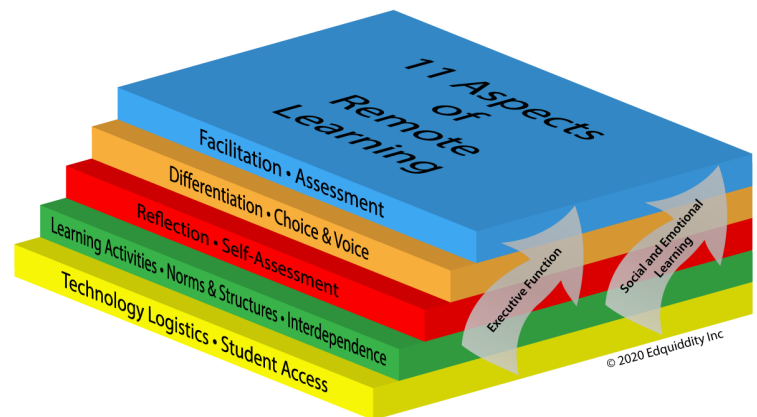 11 Aspects
of
Remote
Learning
Facilitation • Assessment
Differentiation • Choice & Voice
Reflection • Self-Assessment
Learning Activities • Norms & Structures • Interdependence
Technology Logistics • Student Access
Executive Function
Social and Emotional
Learning
© 2020 Edquiddity Inc